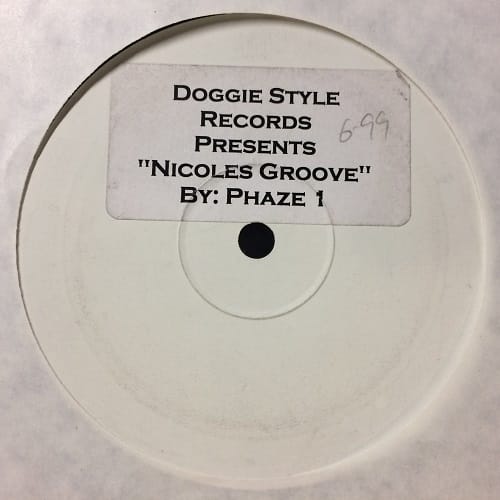 DOGGIE STYLE
RECORDS
PRESENTS
"NICOLES GROOVE"
BY: PHAZE 1
6-99